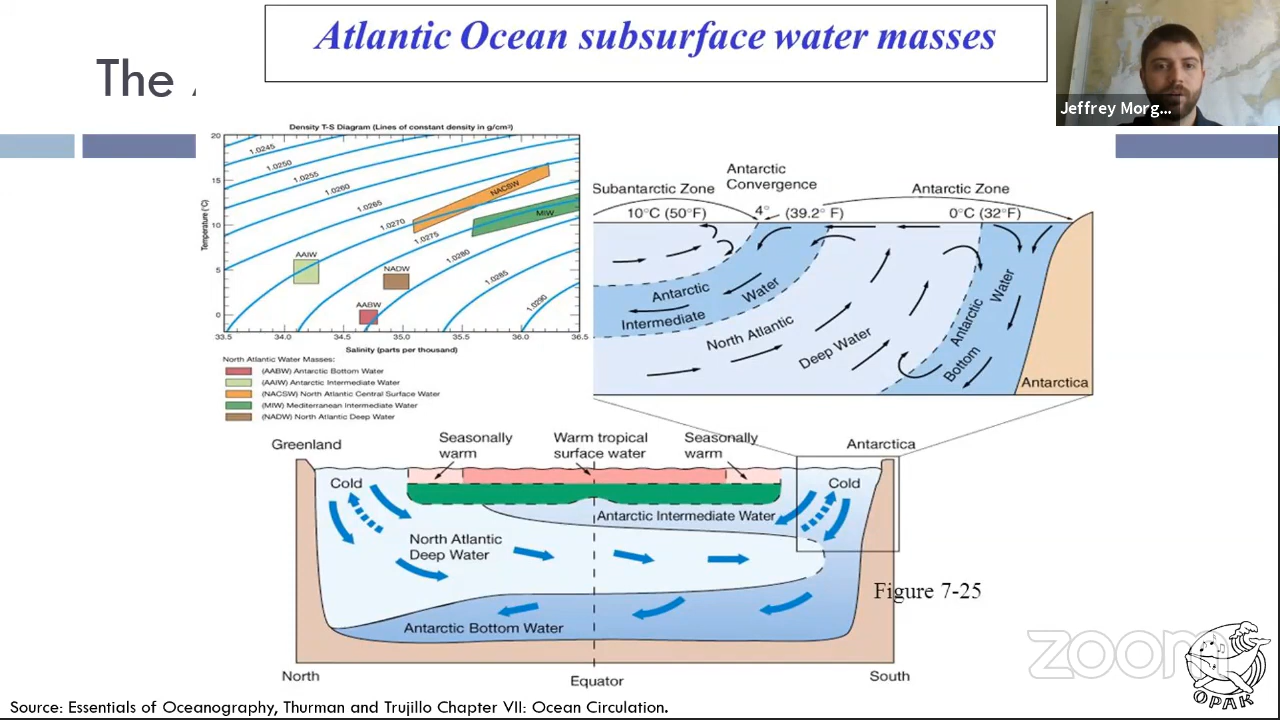 Atlantic Ocean subsurface water masses
The
Jeffrey Morg...
Density T-S Diagram (Lines of constant density in g/cm³)
20
15
10
5
0
Temperature (°C)
1.0245
1.0250
1.0255
1.0260
1.0265
1.0270
1.0275
1.0280
1.0285
1.0290
NACSW
MIW
AAIW
NADW
AABW
33.5 34.0 34.5 35.0 35.5 36.0 36.5
Salinity (parts per thousand)
North Atlantic Water Masses:
(AABW) Antarctic Bottom Water
(AAIW) Antarctic Intermediate Water
(NACSW) North Atlantic Central Surface Water
(MIW) Mediterranean Intermediate Water
(NADW) North Atlantic Deep Water
Antarctic
Convergence
Subantarctic Zone
Antarctic Zone
10°C (50°F)
4° (39.2° F)
0°C (32°F)
Antarctic
Intermediate
Water
North Atlantic
Deep Water
Antarctic
Bottom
Water
Antarctica
Greenland
Seasonally
warm
Warm tropical
surface water
Seasonally
warm
Antarctica
Cold
Cold
Antarctic Intermediate Water
North Atlantic
Deep Water
Antarctic Bottom Water
Figure 7-25
North
Equator
South
zoom
OPAK
Source: Essentials of Oceanography, Thurman and Trujillo Chapter VII: Ocean Circulation.